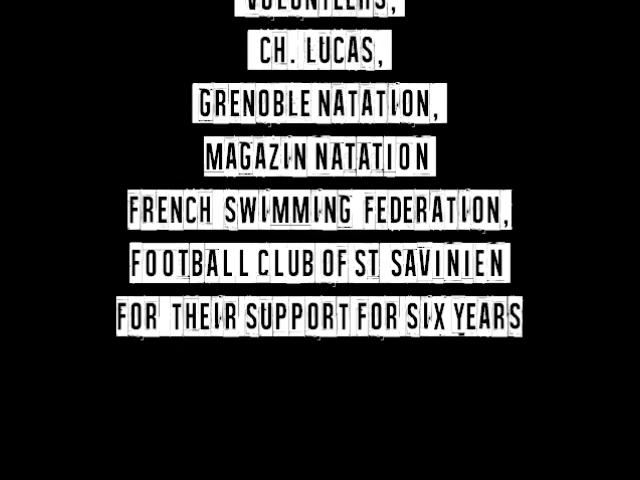 VOLUNTEERS,
CH. LUCAS,
GRENOBLE NATATION,
MAGAZIN NATATION
FRENCH SWIMMING FEDERATION,
FOOTBALL CLUB OF ST SAVINIEN
FOR THEIR SUPPORT FOR SIX YEARS